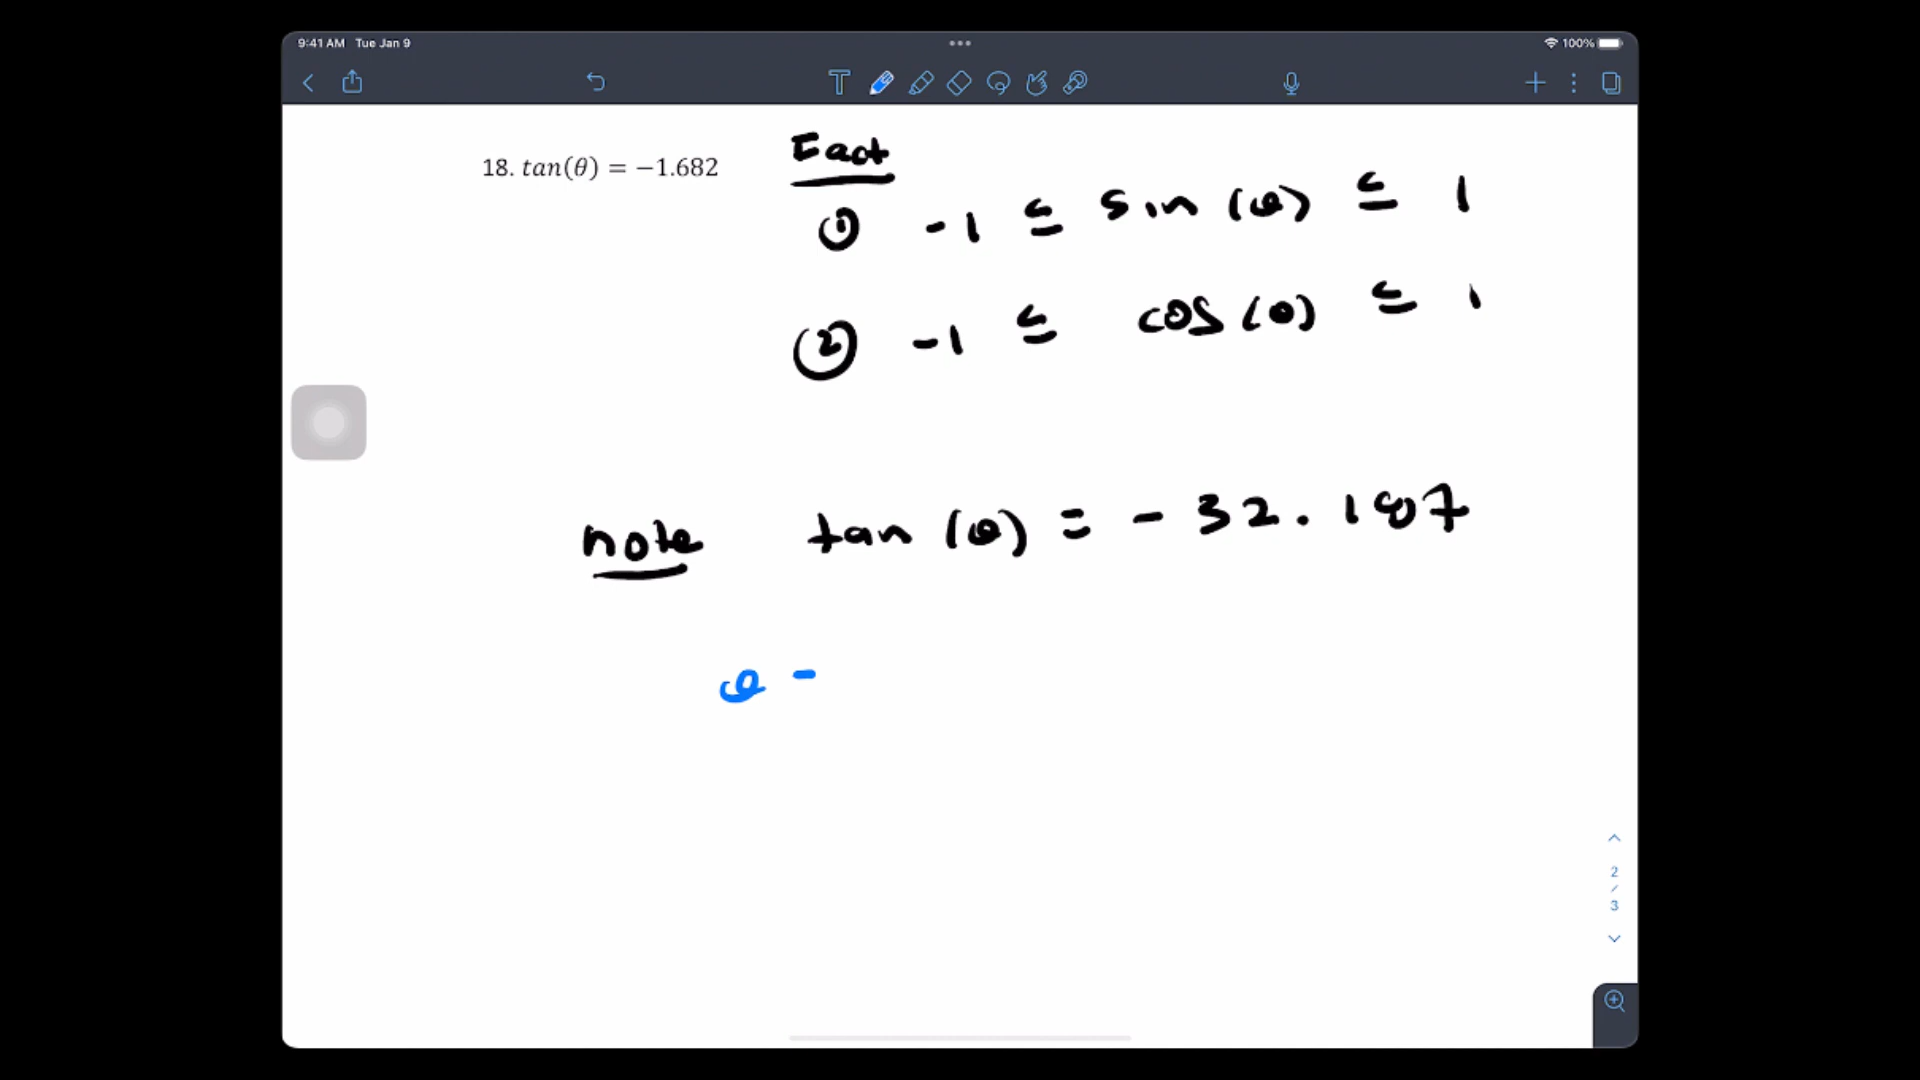 9:41 AM Tue Jan 9
100%
18. tan(θ) = −1.682
Fact
① -1 ≤ sin (θ) ≤ 1
② -1 ≤ cos (θ) ≤ 1
note tan (θ) = - 32.187
θ -
2
/
3